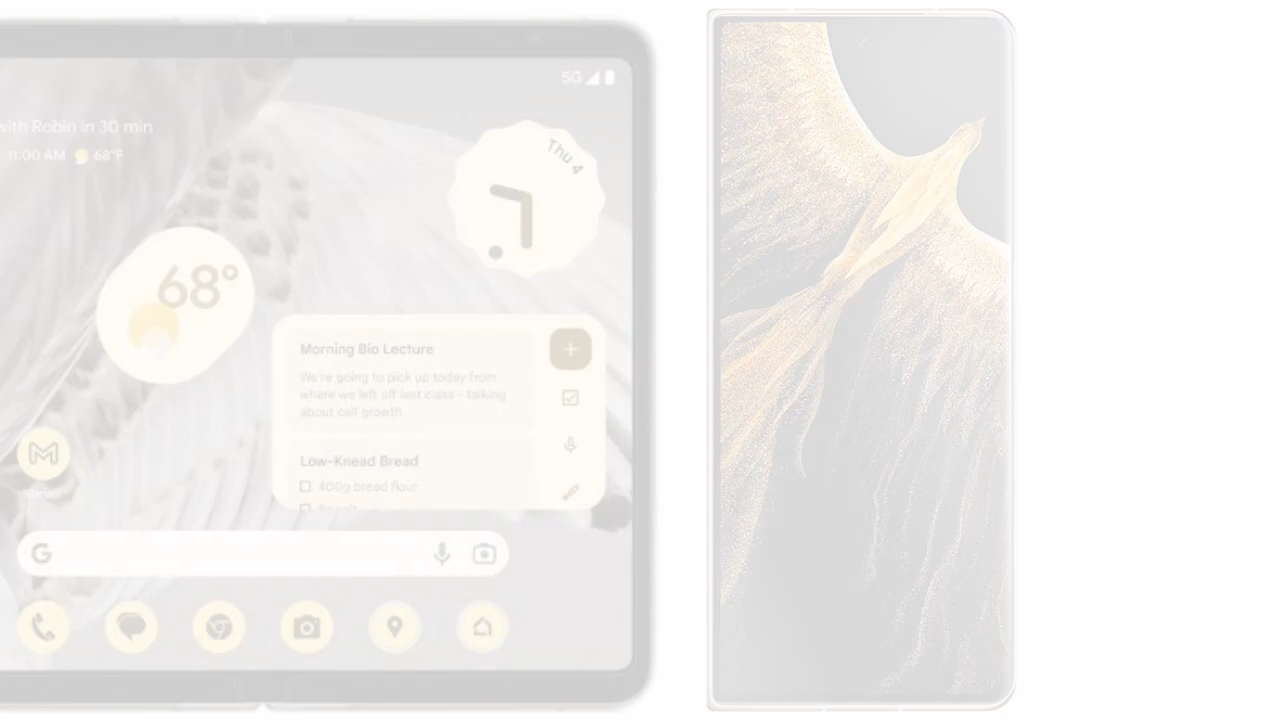 5G
with Robin in 30 min
11:00 AM 68°F
Thu 4
68°
Morning Bio Lecture
We're going to pick up today from
where we left off last class - talking
about cell growth
Low-Knead Bread
400g bread flour
G